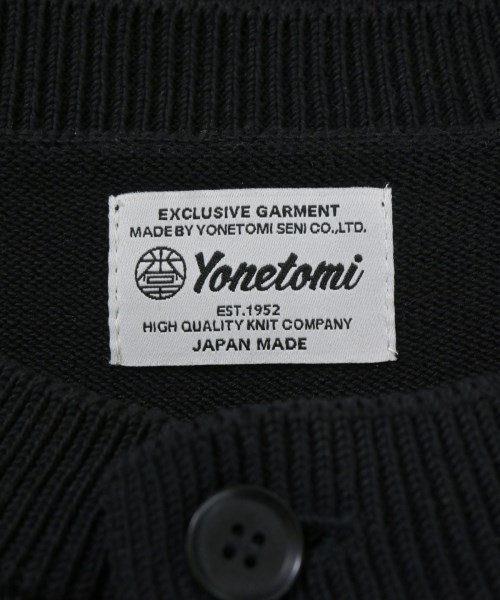 EXCLUSIVE GARMENT
MADE BY YONETOMI SENI CO.,LTD.
Yonetomi
EST.1952
HIGH QUALITY KNIT COMPANY
JAPAN MADE